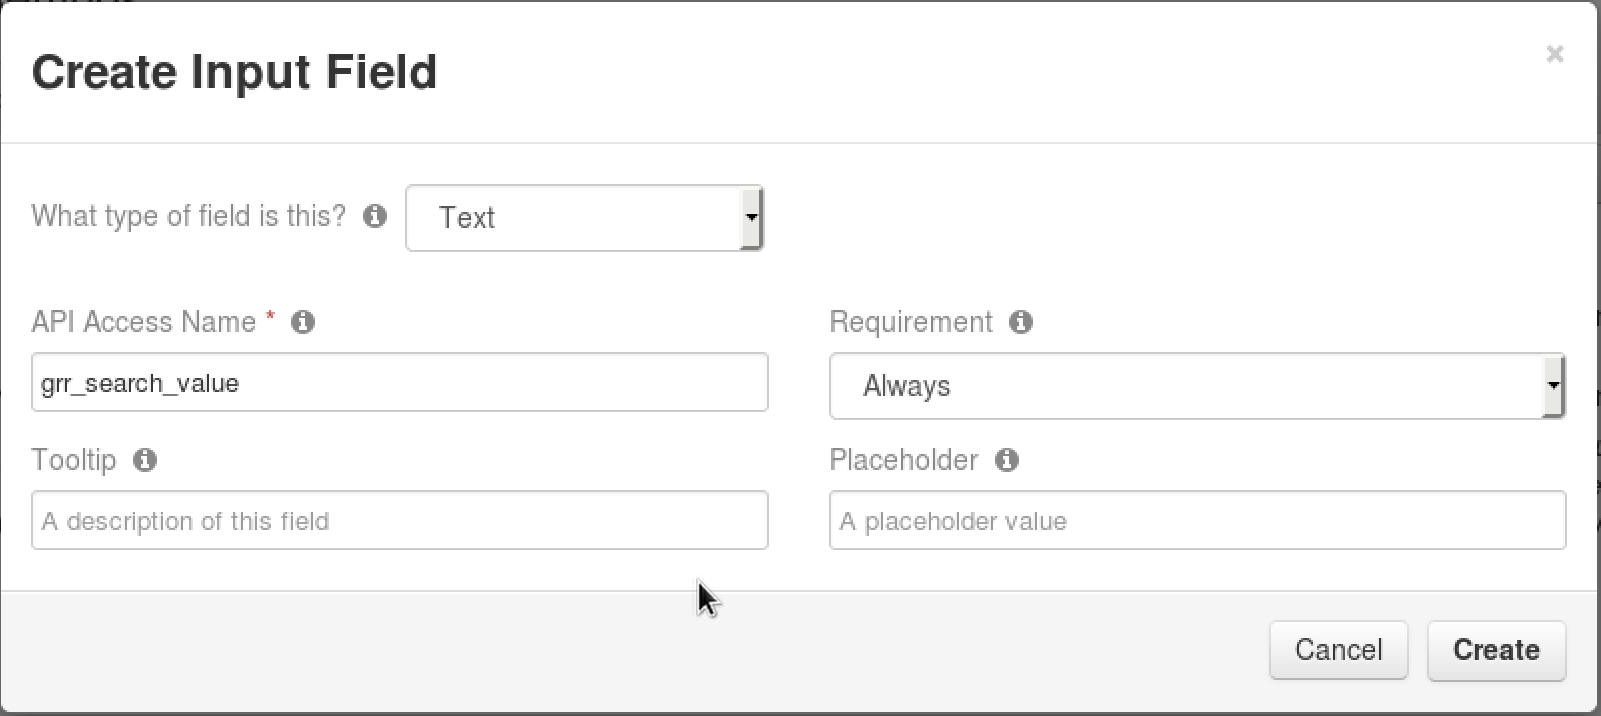 Create Input Field
×
What type of field is this? Text
API Access Name *
Requirement
grr_search_value
Always
Tooltip
Placeholder
A description of this field
A placeholder value
Cancel
Create